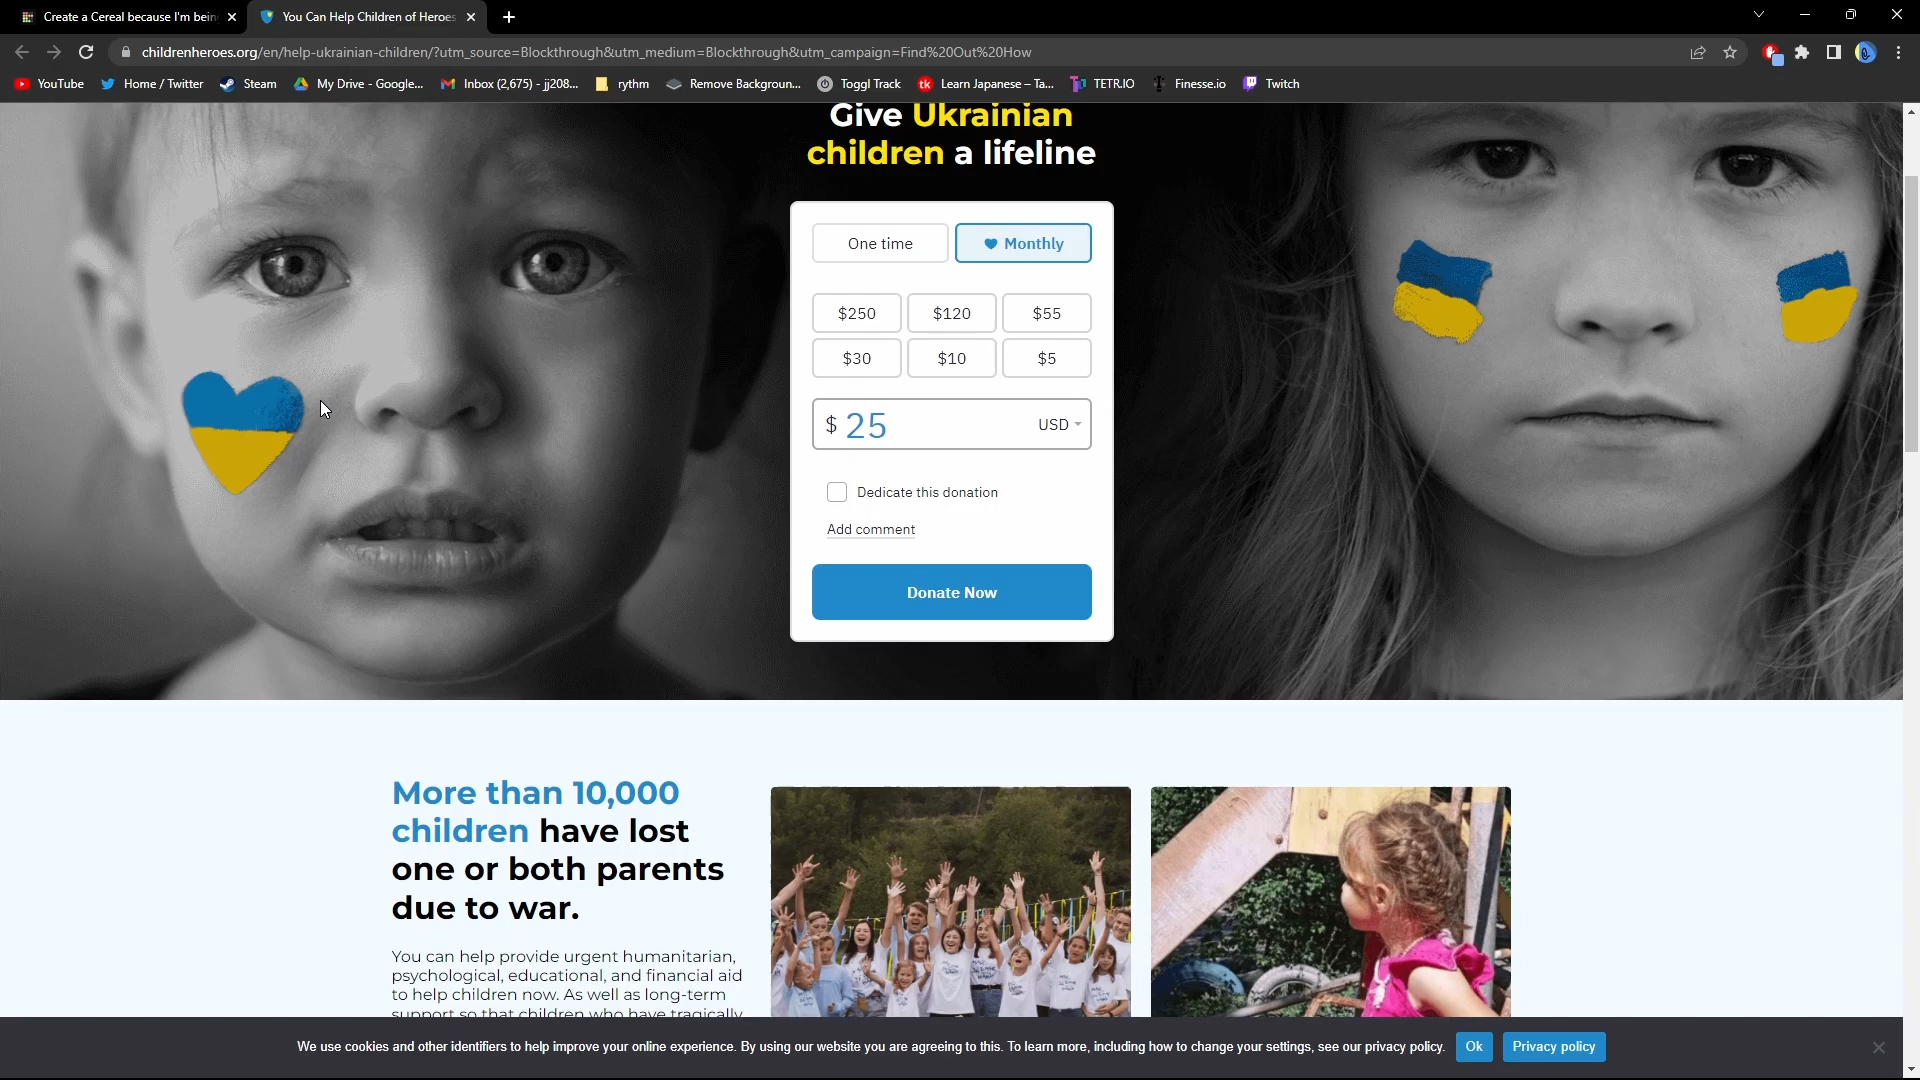 Create a Cereal because I'm bein
You Can Help Children of Heroes
childrenheroes.org/en/help-ukrainian-children/?utm_source=Blockthrough&utm_medium=Blockthrough&utm_campaign=Find%20Out%20How
YouTube Home / Twitter Steam My Drive - Google... Inbox (2,675) - jj208... rythm Remove Backgroun... Toggl Track Learn Japanese – Ta... TETR.IO Finesse.io Twitch
Give Ukrainian
children a lifeline
One time Monthly
$250 $120 $55
$30 $10 $5
$ 25 USD
Dedicate this donation
Add comment
Donate Now
More than 10,000
children have lost
one or both parents
due to war.
You can help provide urgent humanitarian,
psychological, educational, and financial aid
to help children now. As well as long-term
support so that children who have tragically
We use cookies and other identifiers to help improve your online experience. By using our website you are agreeing to this. To learn more, including how to change your settings, see our privacy policy. Ok Privacy policy